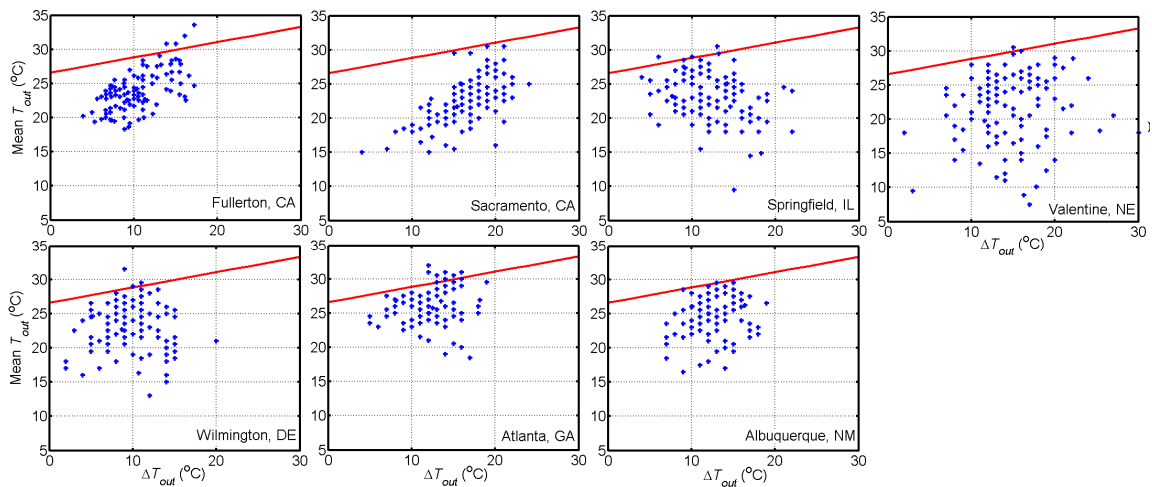 Mean T_out (°C)
35
30
25
20
15
10
5
0 10 20 30
Fullerton, CA
35
30
25
20
15
10
5
0 10 20 30
Sacramento, CA
35
30
25
20
15
10
5
0 10 20 30
Springfield, IL
35
30
25
20
15
10
5
0 10 20 30
Valentine, NE
ΔT_out (°C)
Mean T_out (°C)
35
30
25
20
15
10
5
0 10 20 30
Wilmington, DE
ΔT_out (°C)
35
30
25
20
15
10
5
0 10 20 30
Atlanta, GA
ΔT_out (°C)
35
30
25
20
15
10
5
0 10 20 30
Albuquerque, NM
ΔT_out (°C)